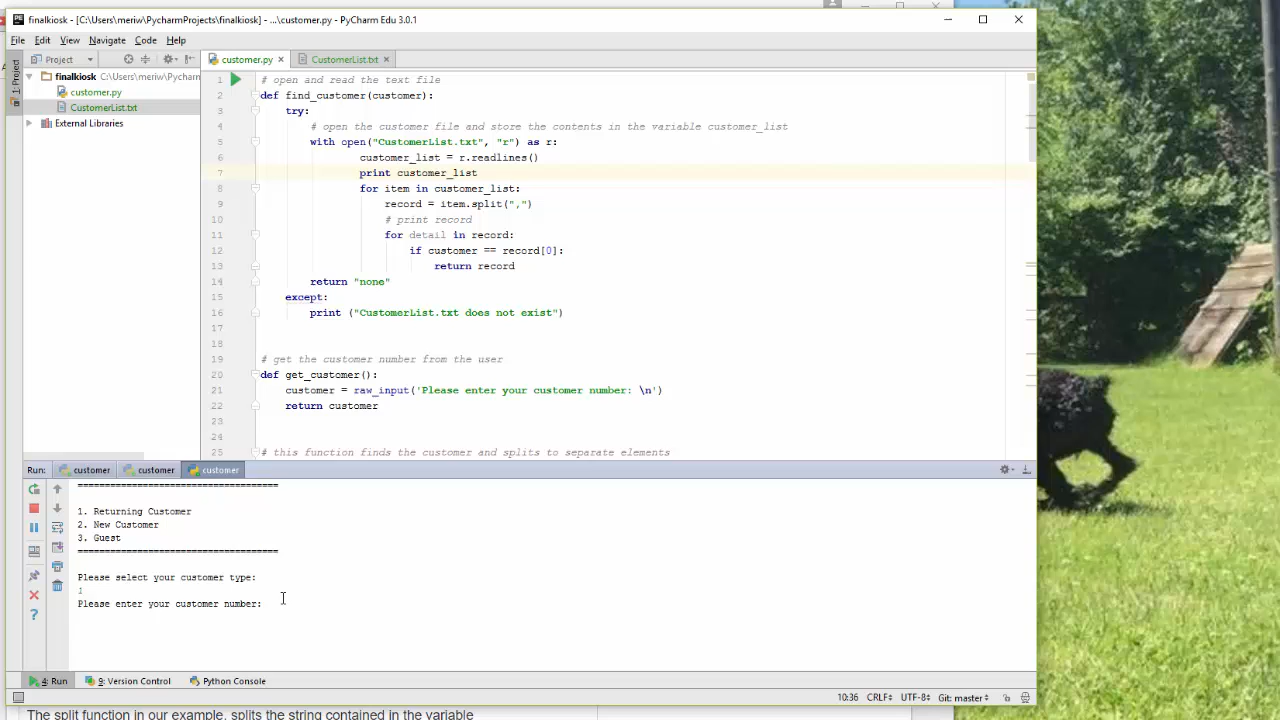 finalkiosk - [C:\Users\meriw\PycharmProjects\finalkiosk] - ...\customer.py - PyCharm Edu 3.0.1
File Edit View Navigate Code Help
Project
customer.py
CustomerList.txt
1: Project
finalkiosk C:\Users\meriw\Pycharm
customer.py
CustomerList.txt
External Libraries
1 # open and read the text file
2 def find_customer(customer):
3 try:
4 # open the customer file and store the contents in the variable customer_list
5 with open("CustomerList.txt", "r") as r:
6 customer_list = r.readlines()
7 print customer_list
8 for item in customer_list:
9 record = item.split(",")
10 # print record
11 for detail in record:
12 if customer == record[0]:
13 return record
14 return "none"
15 except:
16 print ("CustomerList.txt does not exist")
17
18
19 # get the customer number from the user
20 def get_customer():
21 customer = raw_input('Please enter your customer number: \n')
22 return customer
23
24
25 # this function finds the customer and splits to separate elements
Run: customer customer customer
=====================================
1. Returning Customer
2. New Customer
3. Guest
=====================================
Please select your customer type:
1
Please enter your customer number:
4: Run 9: Version Control Python Console
10:36 CRLF UTF-8 Git: master
The split function in our example, splits the string contained in the variable